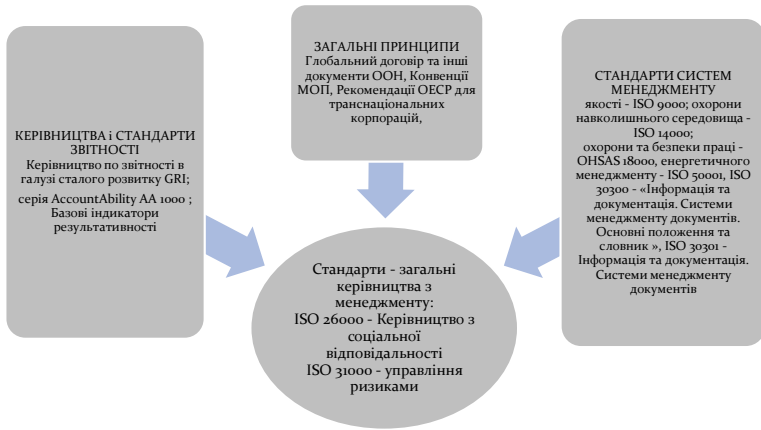 КЕРІВНИЦТВА і СТАНДАРТИ
ЗВІТНОСТІ
Керівництво по звітності в
галузі сталого розвитку GRI;
серія AccountAbility AA 1000 ;
Базові індикатори
результативності
ЗАГАЛЬНІ ПРИНЦИПИ
Глобальний договір та інші
документи ООН, Конвенції
МОП, Рекомендації ОЕСР для
транснаціональних
корпорацій,
СТАНДАРТИ СИСТЕМ
МЕНЕДЖМЕНТУ
якості - ISO 9000; охорони
навколишнього середовища -
ISO 14000;
охорони та безпеки праці -
OHSAS 18000, енергетичного
менеджменту - ISO 50001, ISO
30300 - «Інформація та
документація. Системи
менеджменту документів.
Основні положення та
словник », ISO 30301 -
Інформація та документація.
Системи менеджменту
документів
Стандарти - загальні
керівництва з
менеджменту:
ISO 26000 - Керівництво з
соціальної
відповідальності
ISO 31000 - управління
ризиками